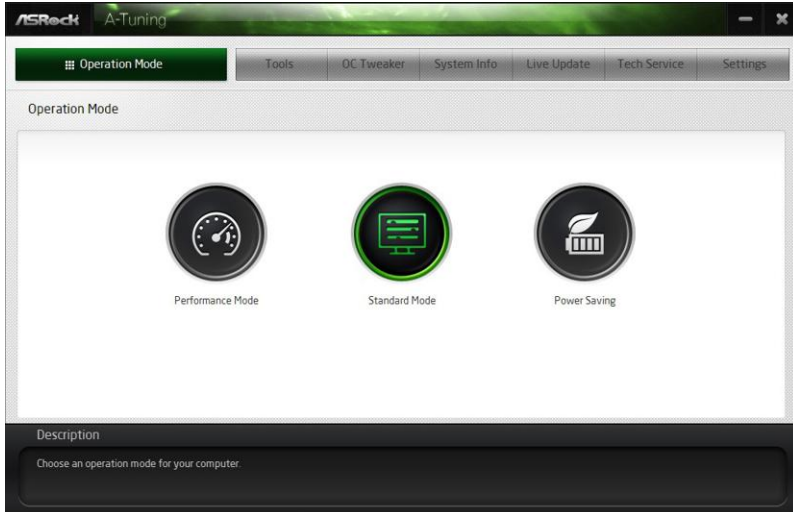 ASRock A-Tuning
Operation Mode Tools OC Tweaker System Info Live Update Tech Service Settings
Operation Mode
Performance Mode Standard Mode Power Saving
Description
Choose an operation mode for your computer.